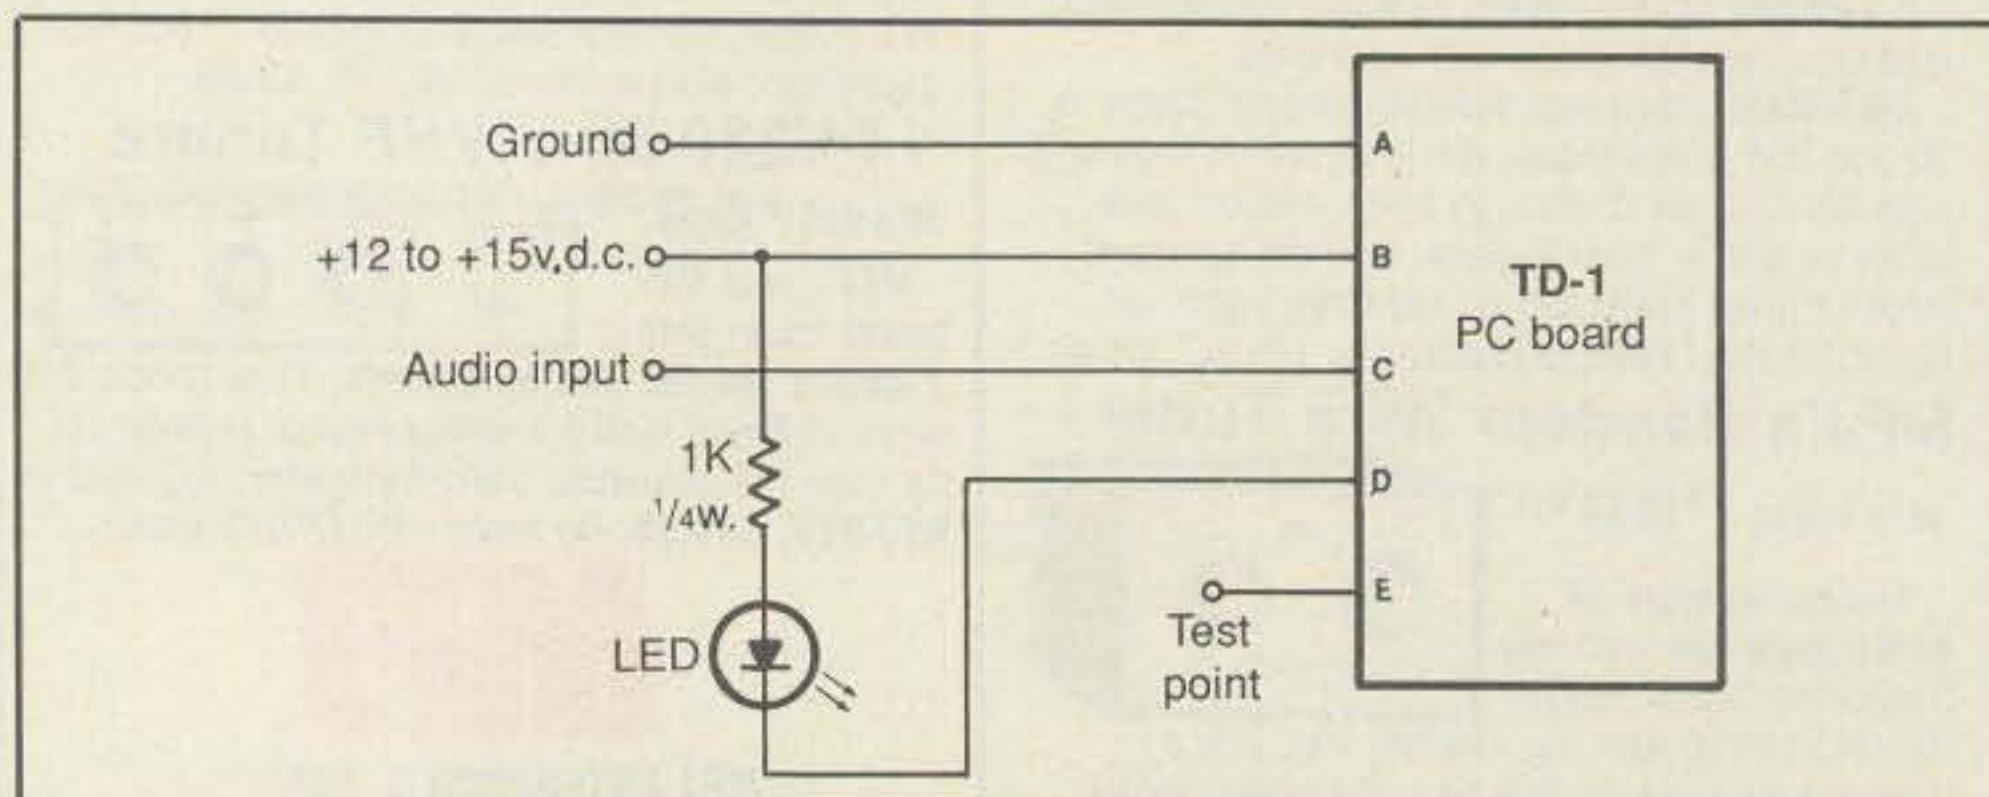 Ground
A
+12 to +15v.d.c.
B
TD-1
PC board
Audio input
C
1K
1/4W.
D
E
Test
point
LED